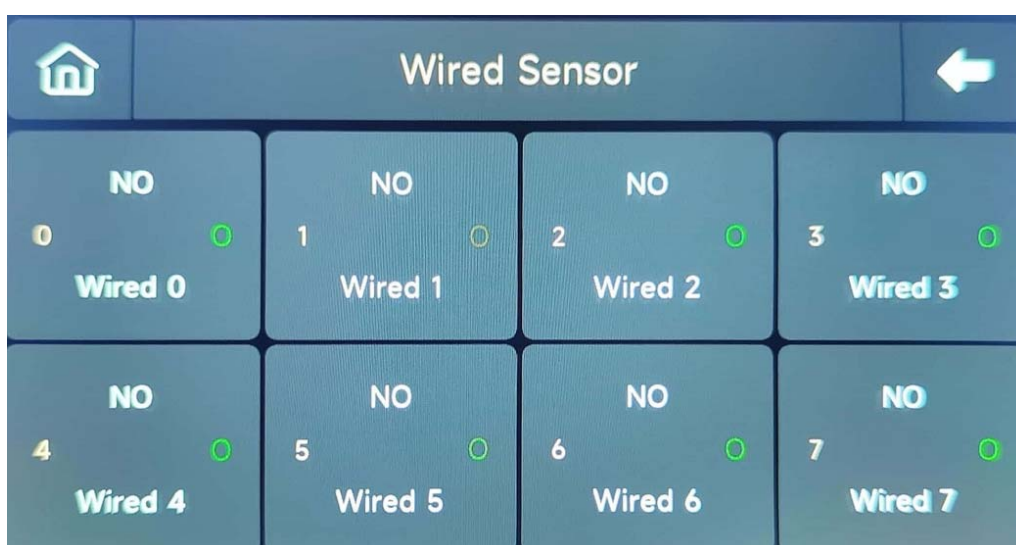 Wired Sensor
NO
0 O
Wired 0
NO
1 O
Wired 1
NO
2 O
Wired 2
NO
3 O
Wired 3
NO
4 O
Wired 4
NO
5 O
Wired 5
NO
6 O
Wired 6
NO
7 O
Wired 7